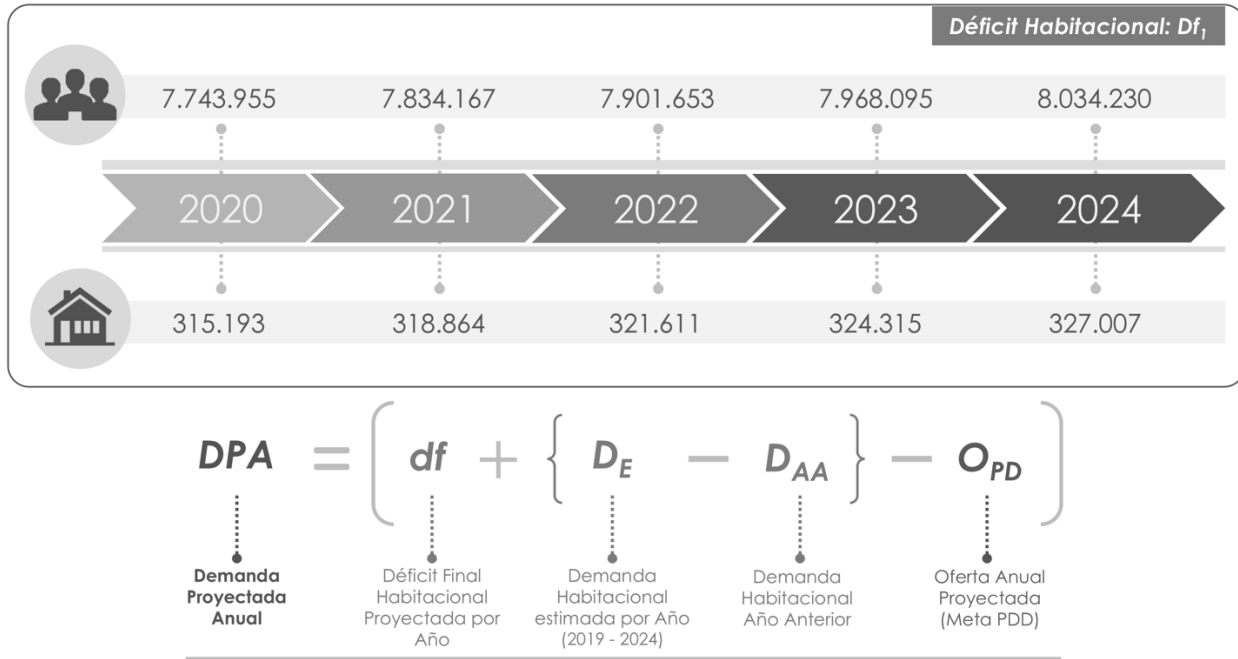 Déficit Habitacional: Df₁
7.743.955 7.834.167 7.901.653 7.968.095 8.034.230
2020 2021 2022 2023 2024
315.193 318.864 321.611 324.315 327.007
DPA = ( df + { D_E − D_AA } − O_PD )
Demanda
Proyectada
Anual
Déficit Final
Habitacional
Proyectada por
Año
Demanda
Habitacional
estimada por Año
(2019 - 2024)
Demanda
Habitacional
Año Anterior
Oferta Anual
Proyectada
(Meta PDD)